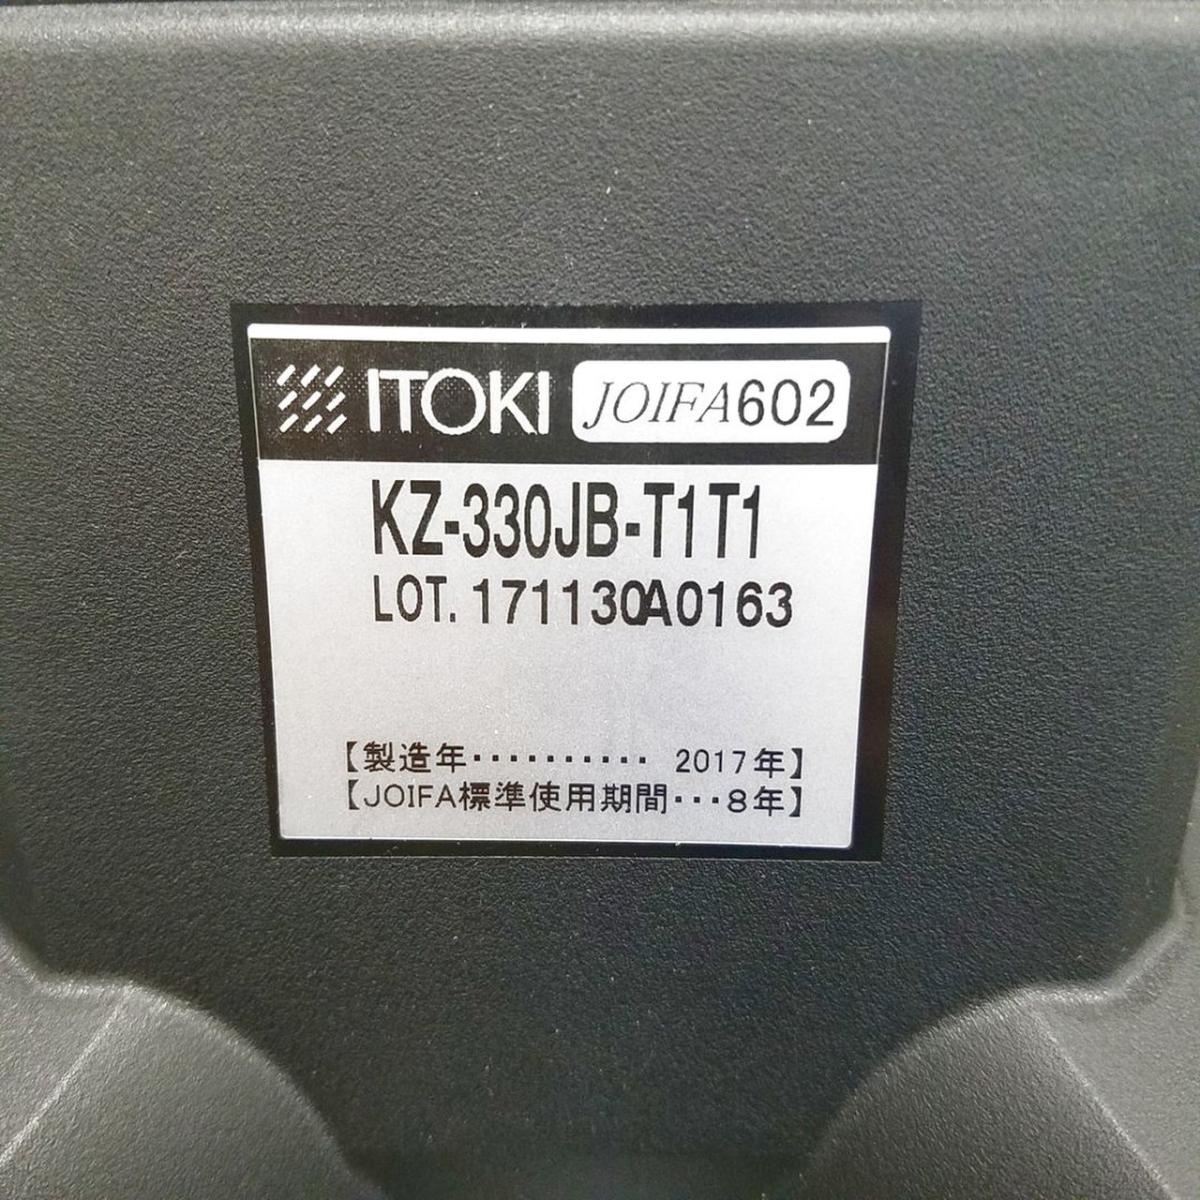 ITOKI JOIFA602
KZ-330JB-T1T1
LOT. 171130A0163
【製造年・・・・・・・・・・ 2017年】
【JOIFA標準使用期間・・・8年】